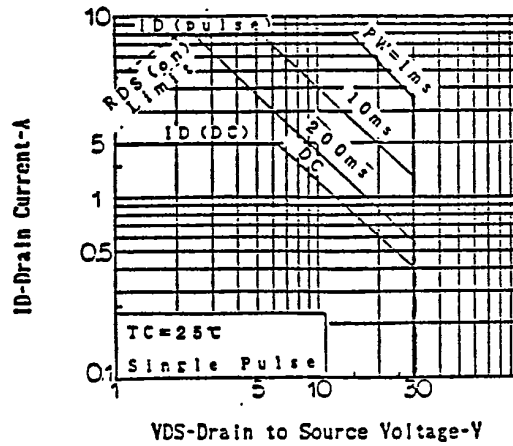 10
ID(pulse)
PW=1ms
RDS(on)
Limit
10ms
200ms
ID(DC)
DC
5
1
0.5
0.1
ID-Drain Current-A
TC=25℃
Single Pulse
1
5
10
30
VDS-Drain to Source Voltage-V